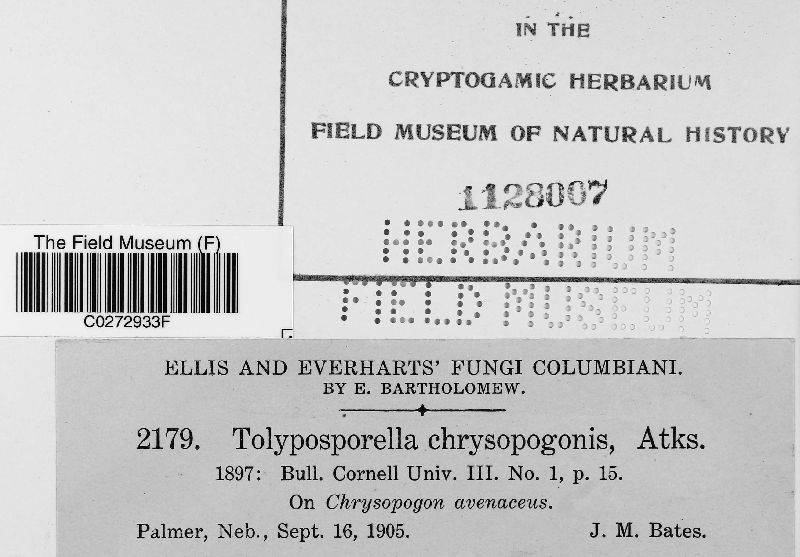 IN THE
CRYPTOGAMIC HERBARIUM
FIELD MUSEUM OF NATURAL HISTORY
1128007
HERBARIUM
FIELD MUSEUM
The Field Museum (F)
C0272933F
ELLIS AND EVERHARTS' FUNGI COLUMBIANI.
BY E. BARTHOLOMEW.
2179. Tolyposporella chrysopogonis, Atks.
1897: Bull. Cornell Univ. III. No. 1, p. 15.
On Chrysopogon avenaceus.
Palmer, Neb., Sept. 16, 1905. J. M. Bates.